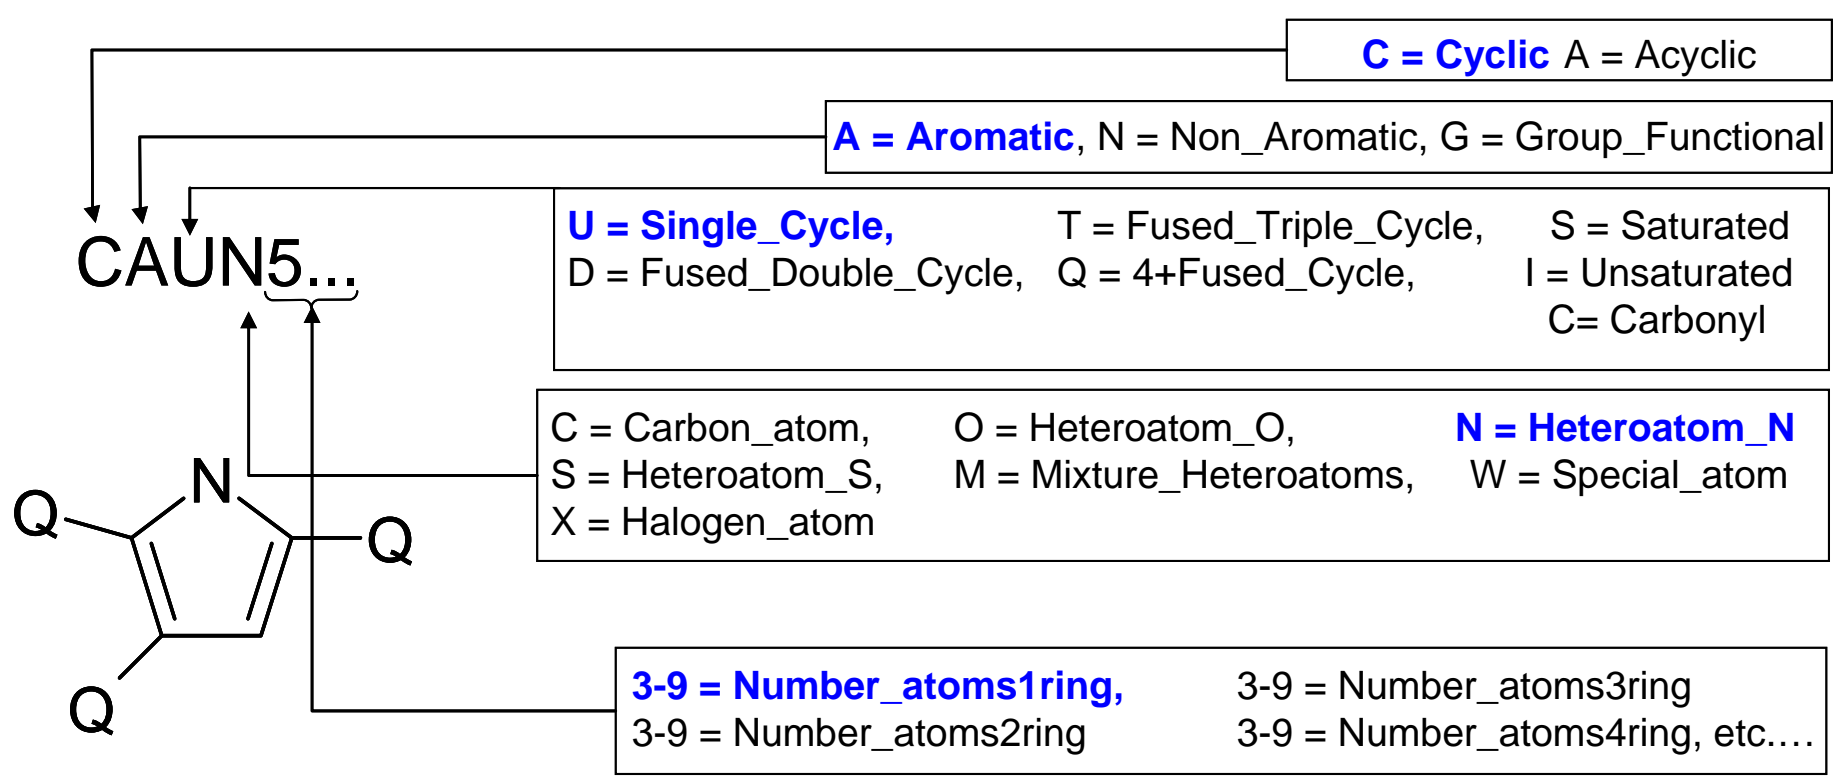 C = Cyclic A = Acyclic
A = Aromatic, N = Non_Aromatic, G = Group_Functional
CAUN5...
U = Single_Cycle, T = Fused_Triple_Cycle, S = Saturated
D = Fused_Double_Cycle, Q = 4+Fused_Cycle, I = Unsaturated
C= Carbonyl
C = Carbon_atom, O = Heteroatom_O, N = Heteroatom_N
S = Heteroatom_S, M = Mixture_Heteroatoms, W = Special_atom
X = Halogen_atom
N
Q
Q
Q
3-9 = Number_atoms1ring, 3-9 = Number_atoms3ring
3-9 = Number_atoms2ring 3-9 = Number_atoms4ring, etc....